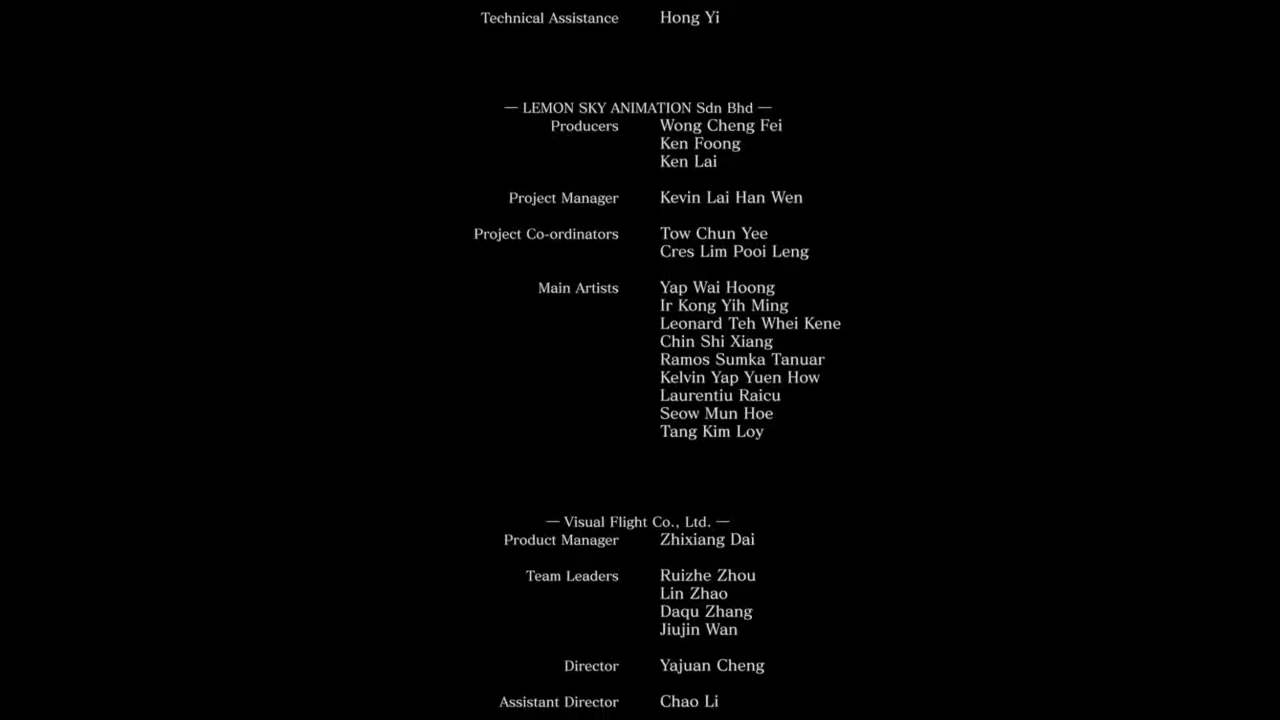 Technical Assistance Hong Yi
— LEMON SKY ANIMATION Sdn Bhd —
Producers Wong Cheng Fei
Ken Foong
Ken Lai
Project Manager Kevin Lai Han Wen
Project Co-ordinators Tow Chun Yee
Cres Lim Pooi Leng
Main Artists Yap Wai Hoong
Ir Kong Yih Ming
Leonard Teh Whei Kene
Chin Shi Xiang
Ramos Sumka Tanuar
Kelvin Yap Yuen How
Laurentiu Raicu
Seow Mun Hoe
Tang Kim Loy
— Visual Flight Co., Ltd. —
Product Manager Zhixiang Dai
Team Leaders Ruizhe Zhou
Lin Zhao
Daqu Zhang
Jiujin Wan
Director Yajuan Cheng
Assistant Director Chao Li